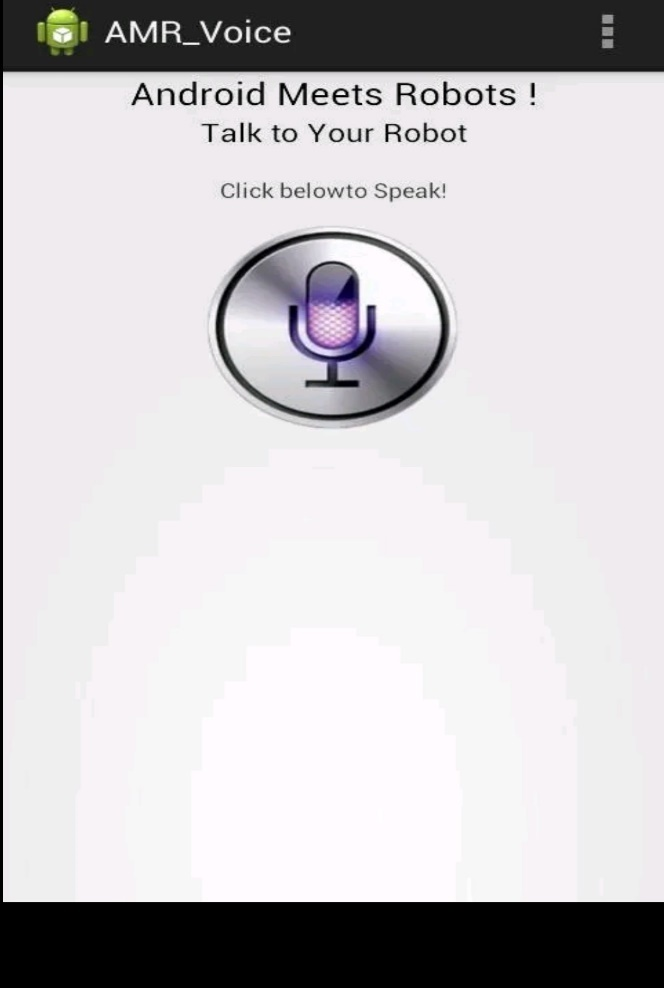 AMR_Voice
Android Meets Robots !
Talk to Your Robot
Click belowto Speak!